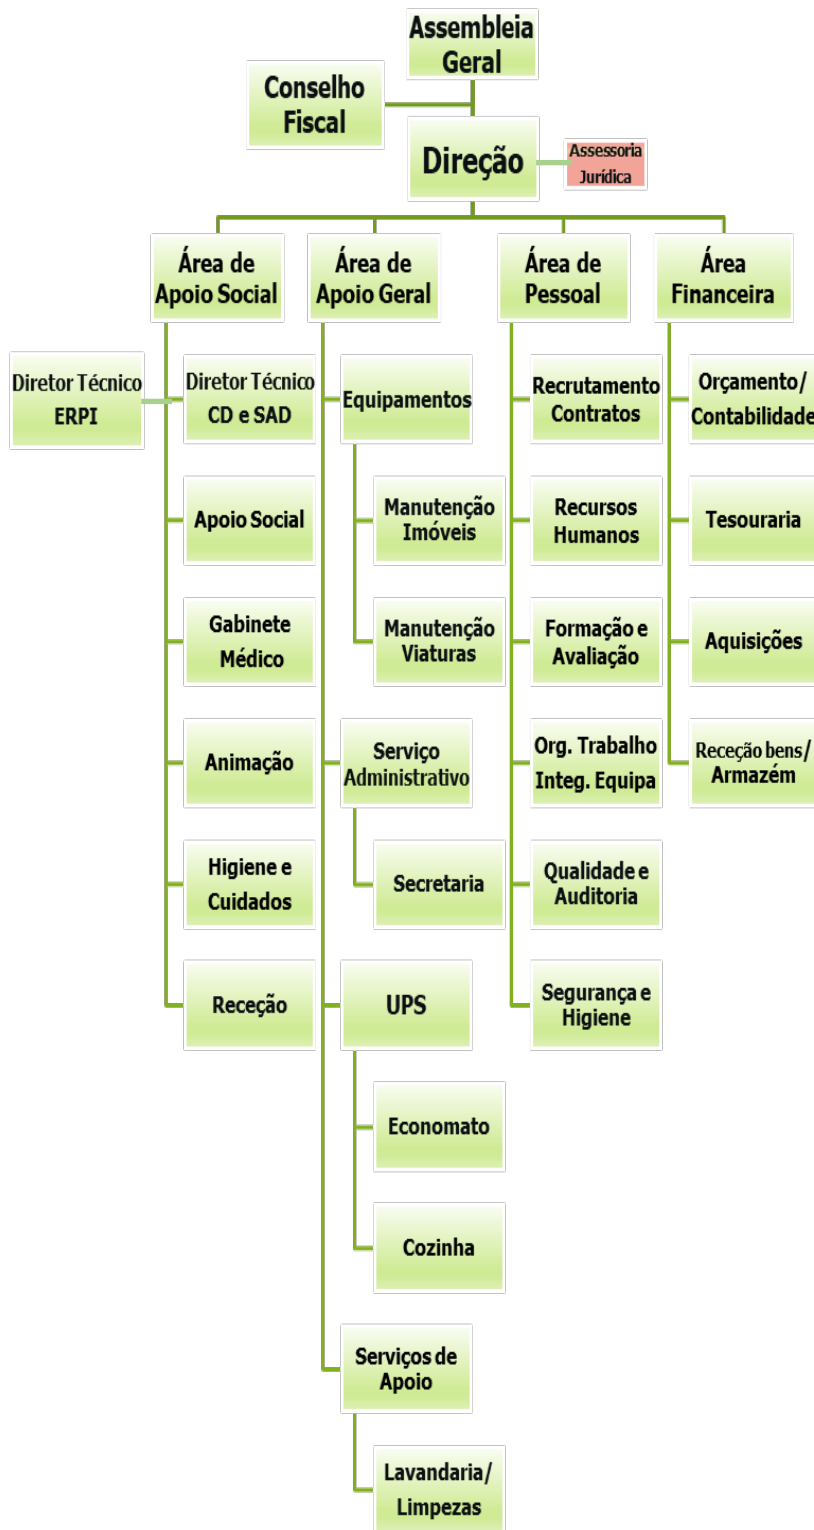 Assembleia
Geral
Conselho
Fiscal
Direção
Assessoria
Jurídica
Área de
Apoio Social
Área de
Apoio Geral
Área de
Pessoal
Área
Financeira
Diretor Técnico
ERPI
Diretor Técnico
CD e SAD
Apoio Social
Gabinete
Médico
Animação
Higiene e
Cuidados
Receção
Equipamentos
Manutenção
Imóveis
Manutenção
Viaturas
Serviço
Administrativo
Secretaria
UPS
Economato
Cozinha
Serviços de
Apoio
Lavandaria/
Limpezas
Recrutamento
Contratos
Recursos
Humanos
Formação e
Avaliação
Org. Trabalho
Integ. Equipa
Qualidade e
Auditoria
Segurança e
Higiene
Orçamento/
Contabilidade
Tesouraria
Aquisições
Receção bens/
Armazém